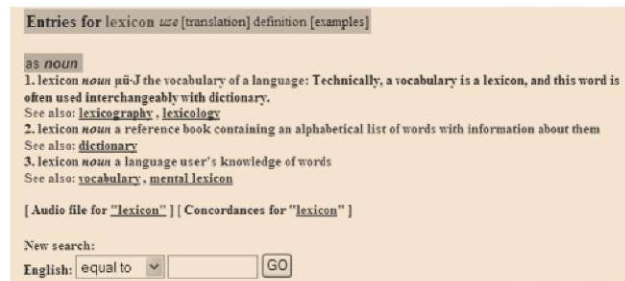 Entries for lexicon use [translation] definition [examples]
as noun
1. lexicon noun μü-J the vocabulary of a language: Technically, a vocabulary is a lexicon, and this word is
often used interchangeably with dictionary.
See also: lexicography , lexicology
2. lexicon noun a reference book containing an alphabetical list of words with information about them
See also: dictionary
3. lexicon noun a language user's knowledge of words
See also: vocabulary , mental lexicon
[ Audio file for "lexicon" ] [ Concordances for "lexicon" ]
New search:
English: equal to GO